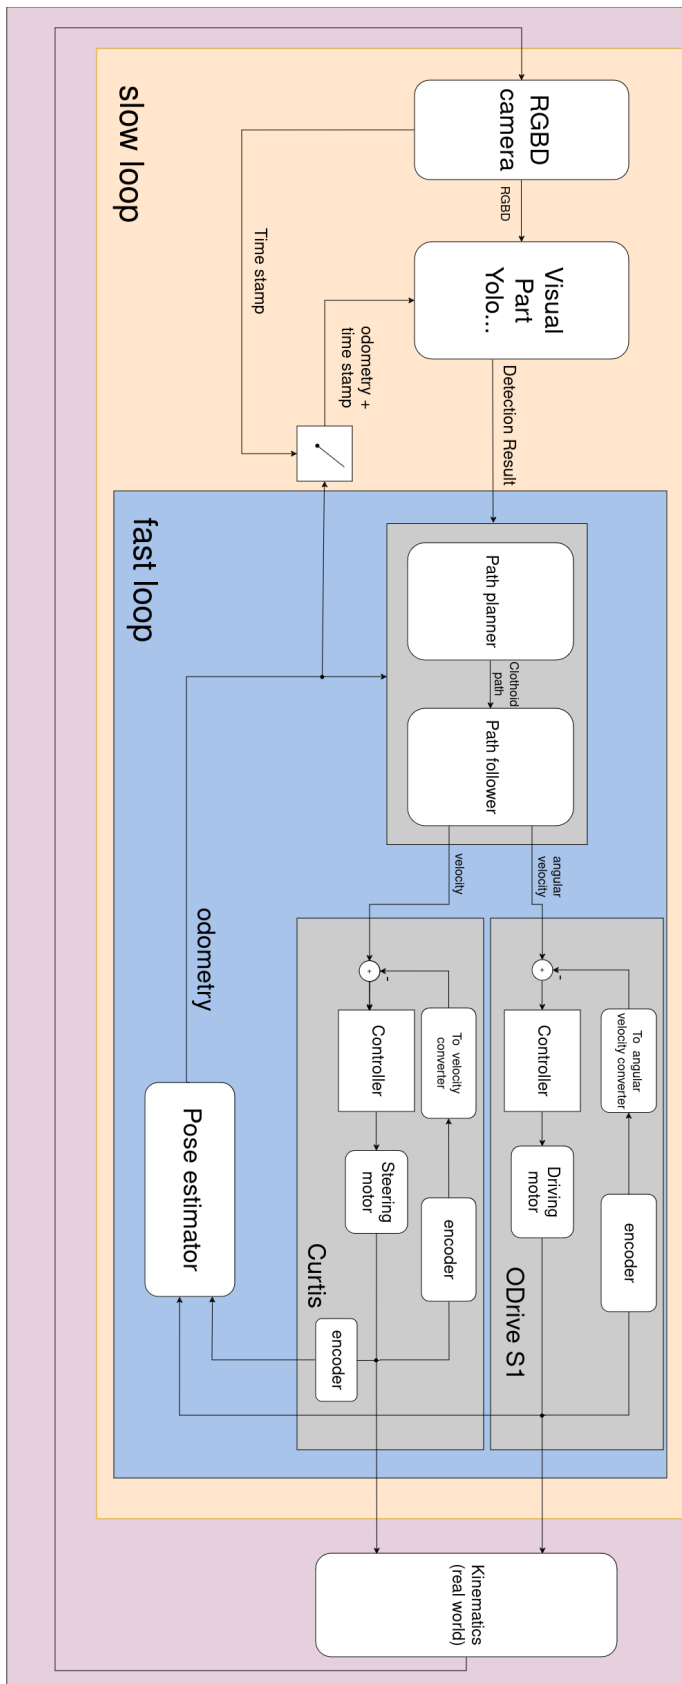 slow loop
RGBD
camera
RGBD
Visual
Part
Yolo...
Time stamp
odometry +
time stamp
Detection Result
fast loop
Path planner
Clothoid
path
Path follower
angular
velocity
velocity
+
-
Controller
To angular
velocity converter
Driving
motor
encoder
ODrive S1
+
-
Controller
To velocity
converter
Steering
motor
encoder
encoder
Curtis
odometry
Pose estimator
Kinematics
(real world)